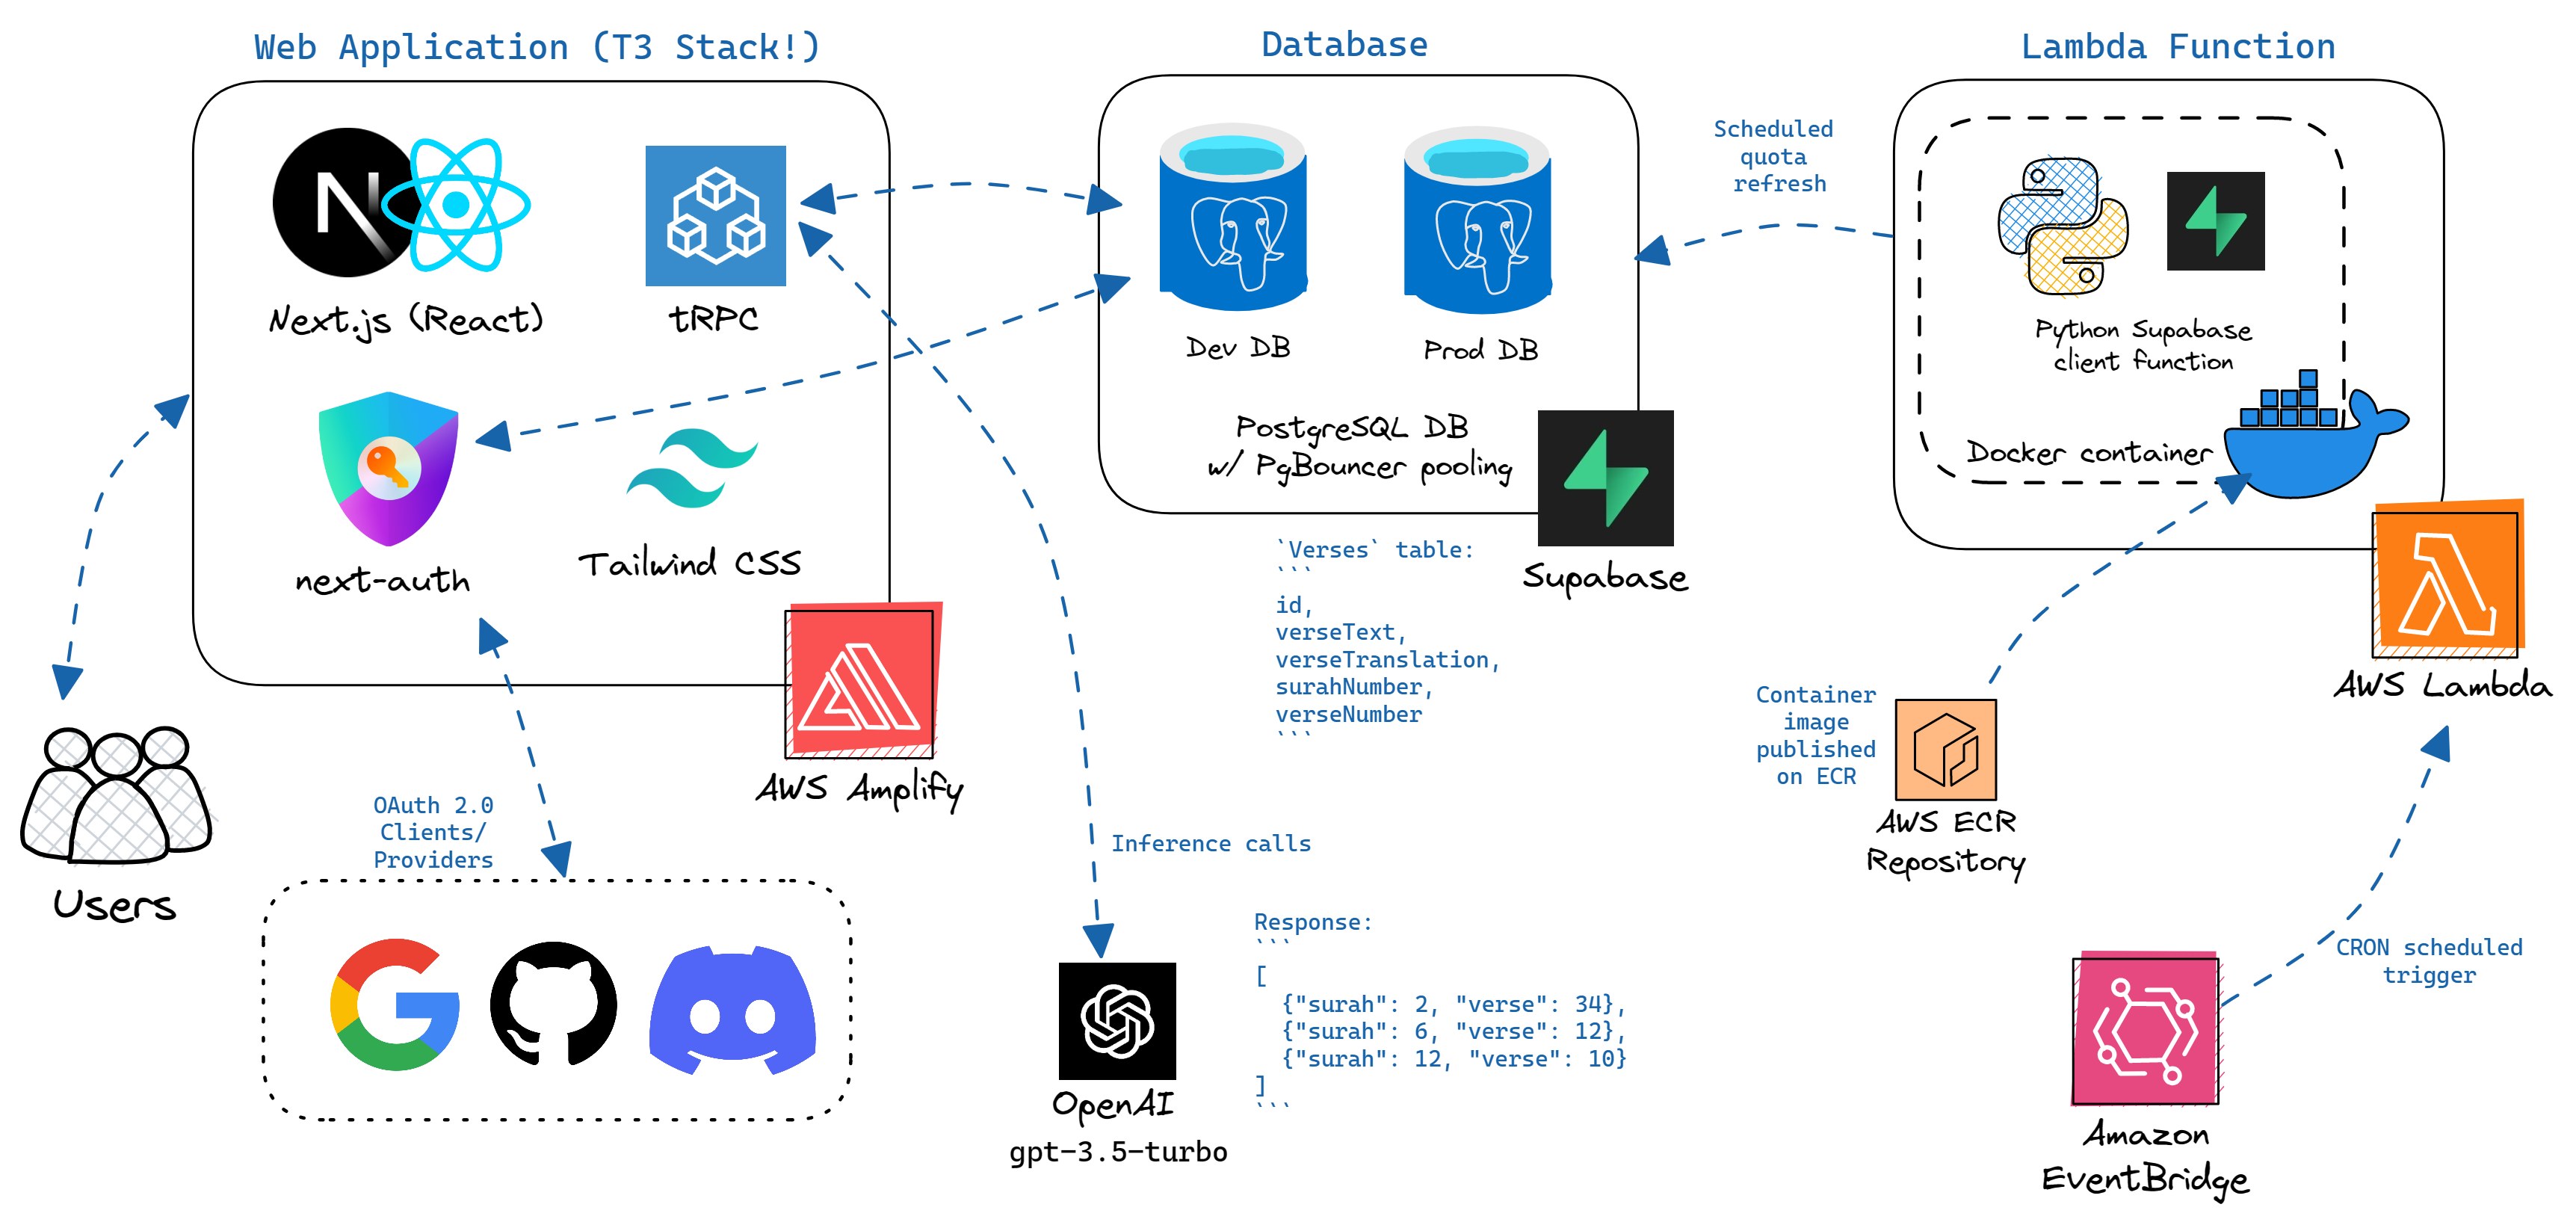 Web Application (T3 Stack!)
Next.js (React)
tRPC
next-auth
Tailwind CSS
AWS Amplify
Users
OAuth 2.0
Clients/
Providers
Database
Dev DB
Prod DB
PostgreSQL DB
w/ PgBouncer pooling
Supabase
`Verses` table:
```
id,
verseText,
verseTranslation,
surahNumber,
verseNumber
```
Inference calls
OpenAI
gpt-3.5-turbo
Response:
```
[
{"surah": 2, "verse": 34},
{"surah": 6, "verse": 12},
{"surah": 12, "verse": 10}
]
```
Scheduled
quota
refresh
Lambda Function
Python Supabase
client function
Docker container
AWS Lambda
Container
image
published
on ECR
AWS ECR
Repository
CRON scheduled
trigger
Amazon
EventBridge